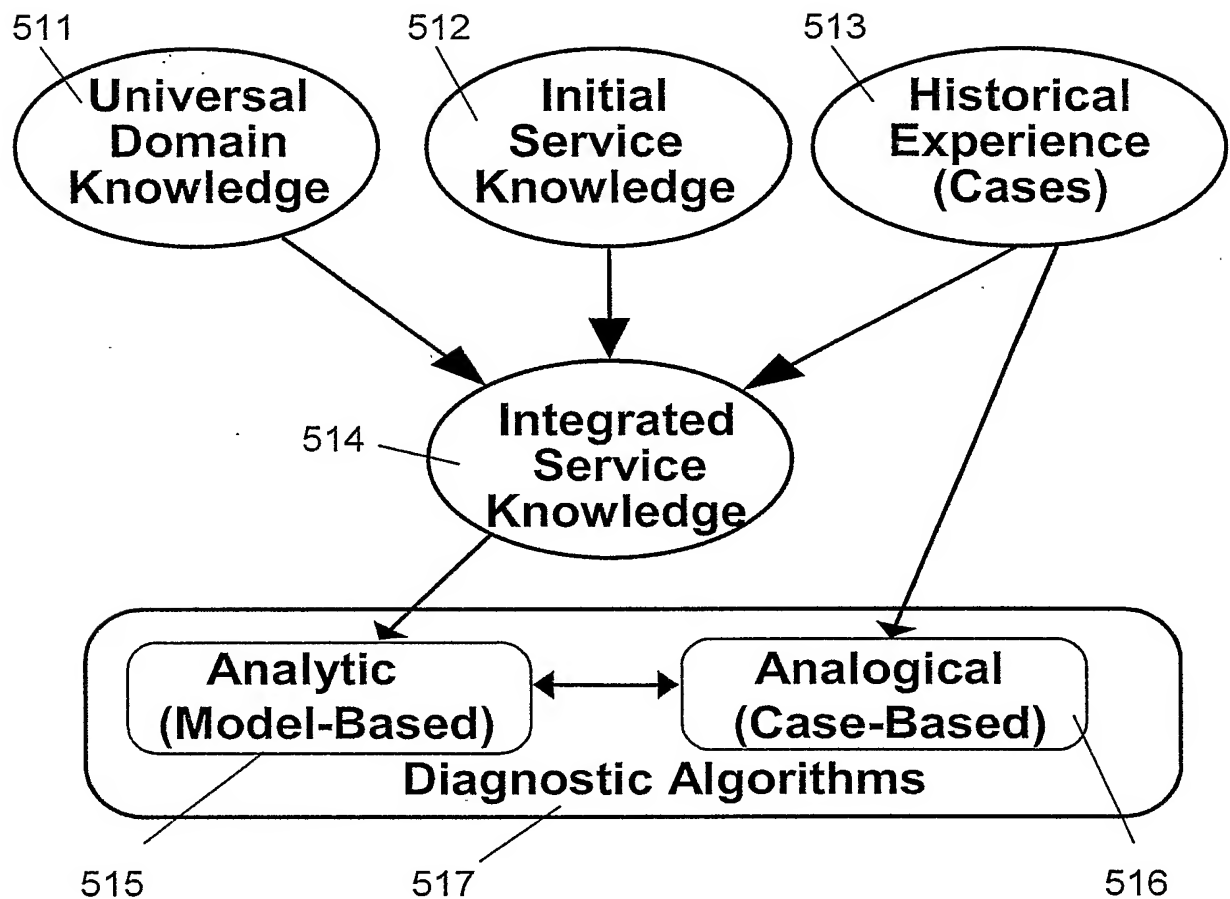 511
512
513
Universal
Domain
Knowledge
Initial
Service
Knowledge
Historical
Experience
(Cases)
514
Integrated
Service
Knowledge
Analytic
(Model-Based)
Analogical
(Case-Based)
Diagnostic Algorithms
515
517
516